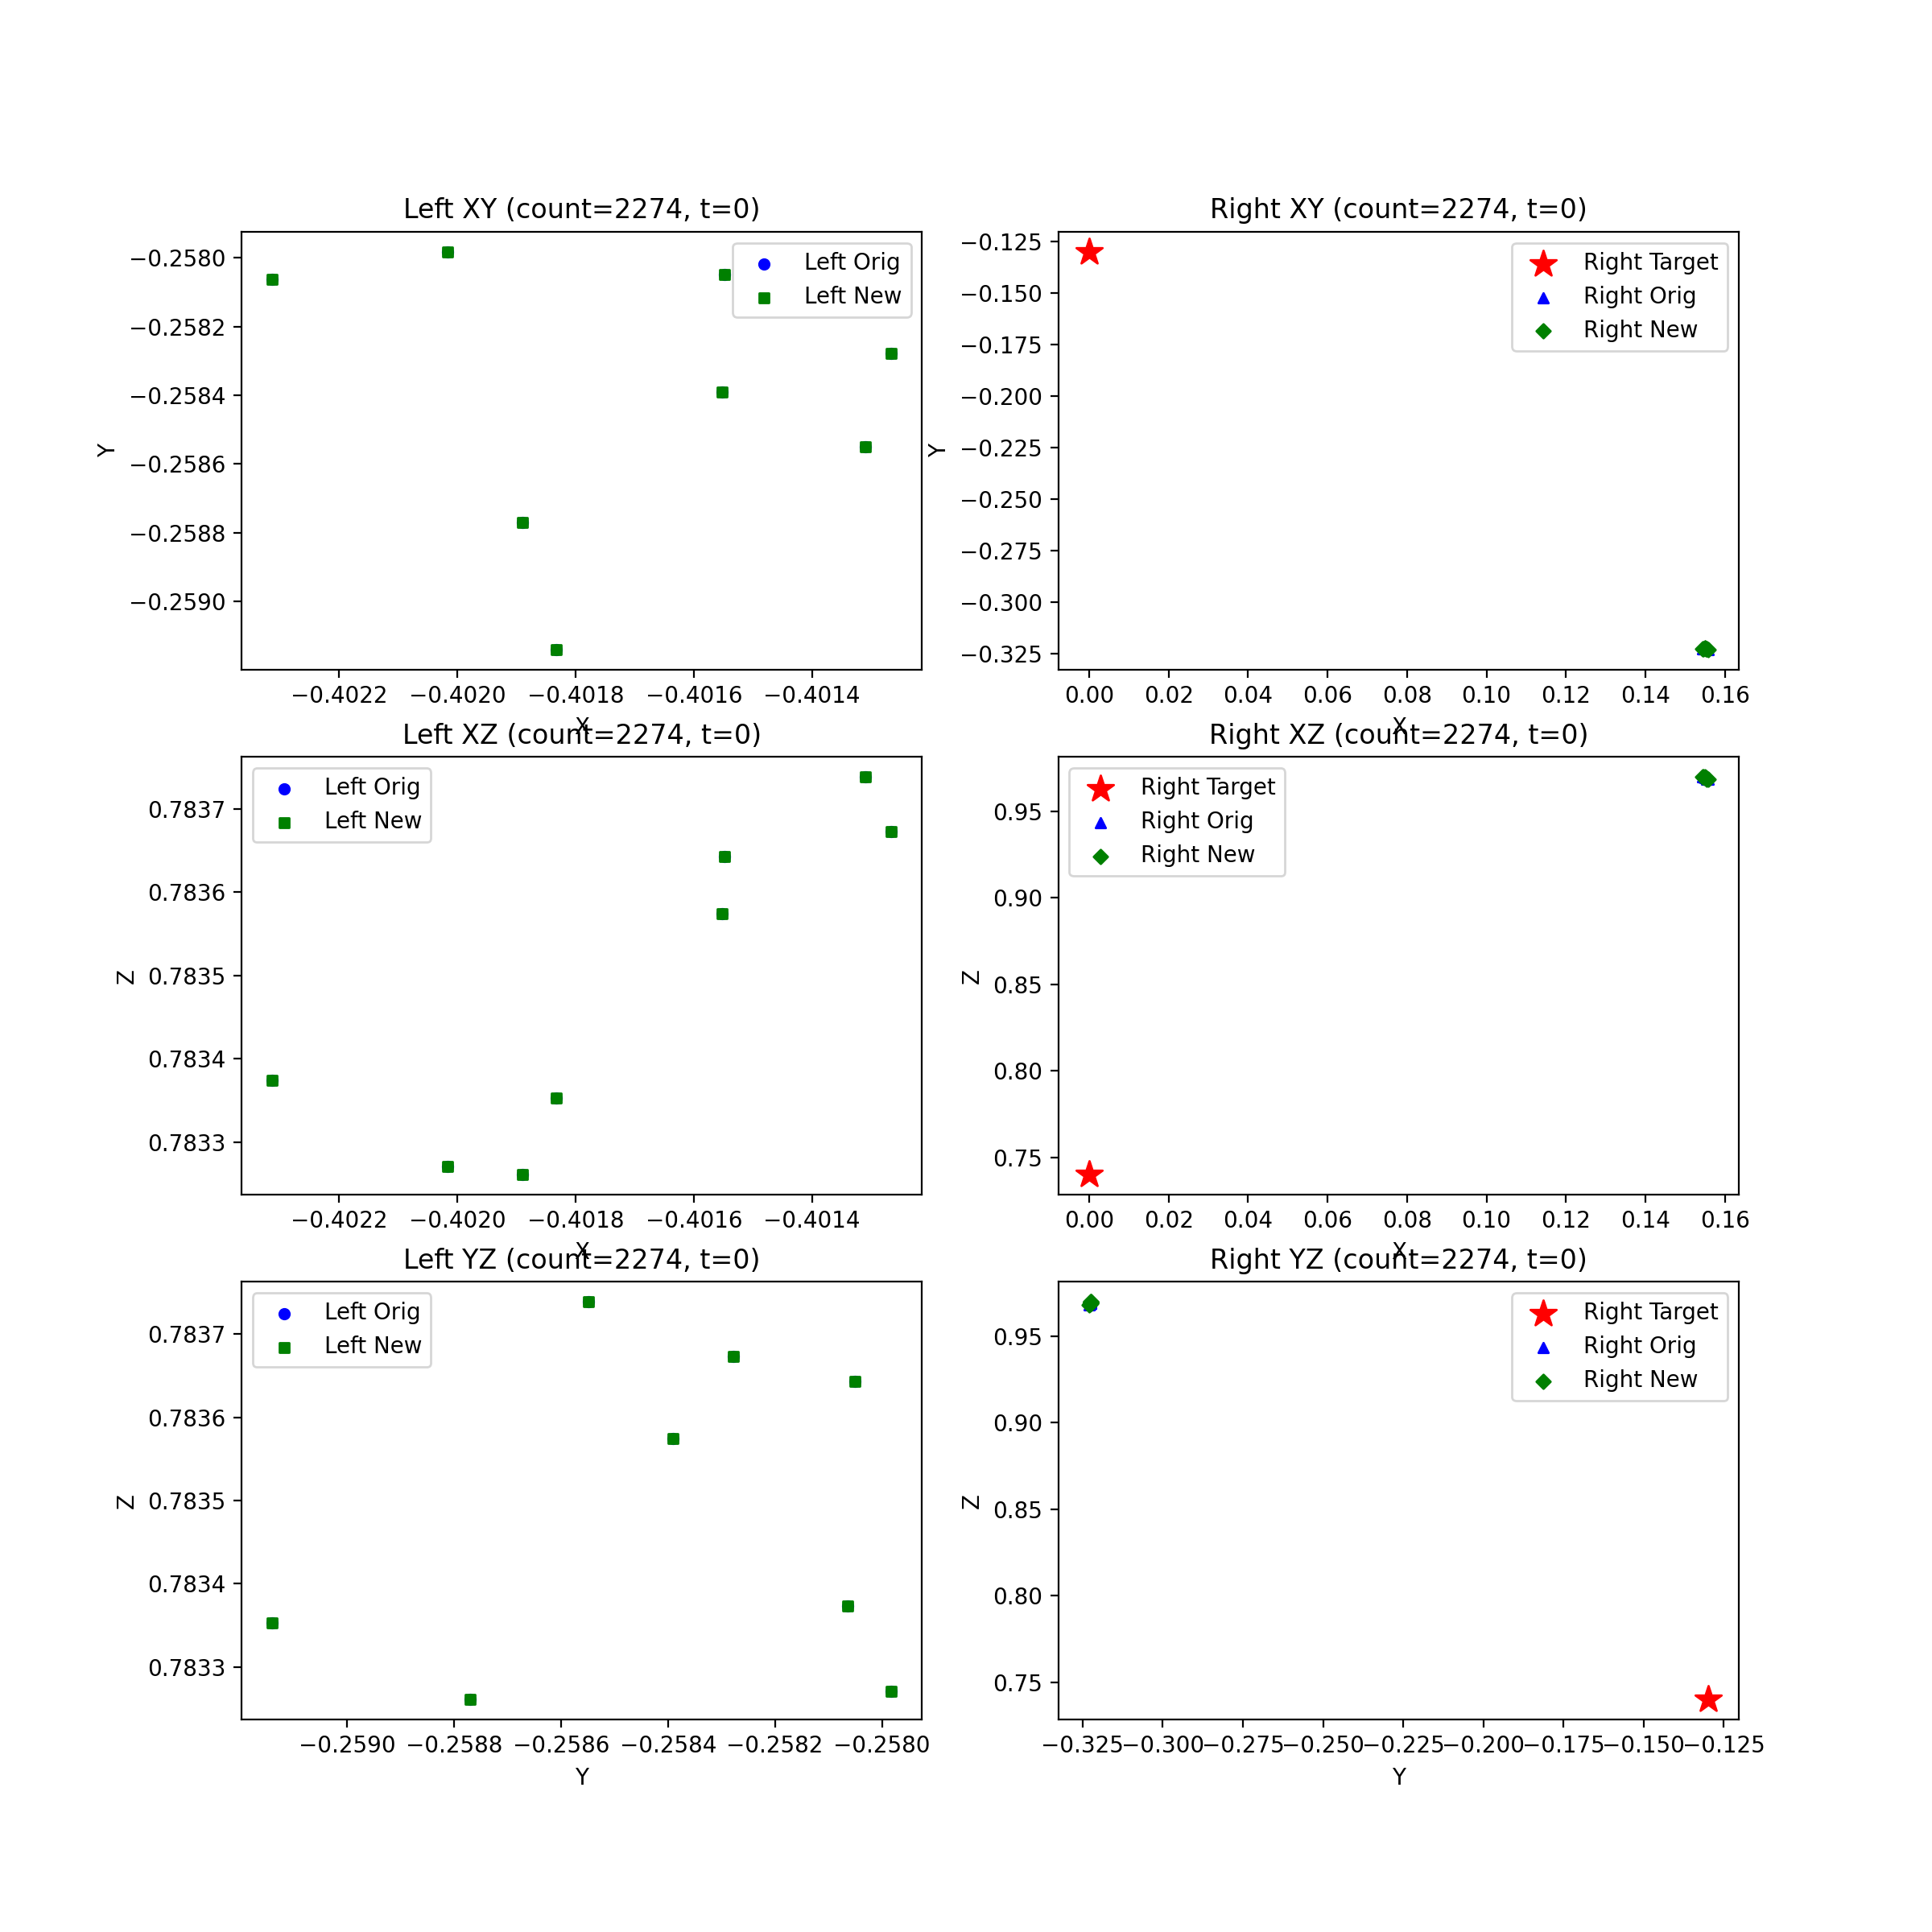 Left XY (count=2274, t=0)
−0.2580
−0.2582
−0.2584
−0.2586
−0.2588
−0.2590
Y
Left Orig
Left New
−0.4022 −0.4020 −0.4018 −0.4016 −0.4014
X
Right XY (count=2274, t=0)
−0.125
−0.150
−0.175
−0.200
−0.225
−0.250
−0.275
−0.300
−0.325
Y
Right Target
Right Orig
Right New
0.00 0.02 0.04 0.06 0.08 0.10 0.12 0.14 0.16
X
Left XZ (count=2274, t=0)
0.7837
0.7836
0.7835
0.7834
0.7833
Z
Left Orig
Left New
−0.4022 −0.4020 −0.4018 −0.4016 −0.4014
X
Right XZ (count=2274, t=0)
0.95
0.90
0.85
0.80
0.75
Z
Right Target
Right Orig
Right New
0.00 0.02 0.04 0.06 0.08 0.10 0.12 0.14 0.16
X
Left YZ (count=2274, t=0)
0.7837
0.7836
0.7835
0.7834
0.7833
Z
Left Orig
Left New
−0.2590 −0.2588 −0.2586 −0.2584 −0.2582 −0.2580
Y
Right YZ (count=2274, t=0)
0.95
0.90
0.85
0.80
0.75
Z
Right Target
Right Orig
Right New
−0.325 −0.300 −0.275 −0.250 −0.225 −0.200 −0.175 −0.150 −0.125
Y